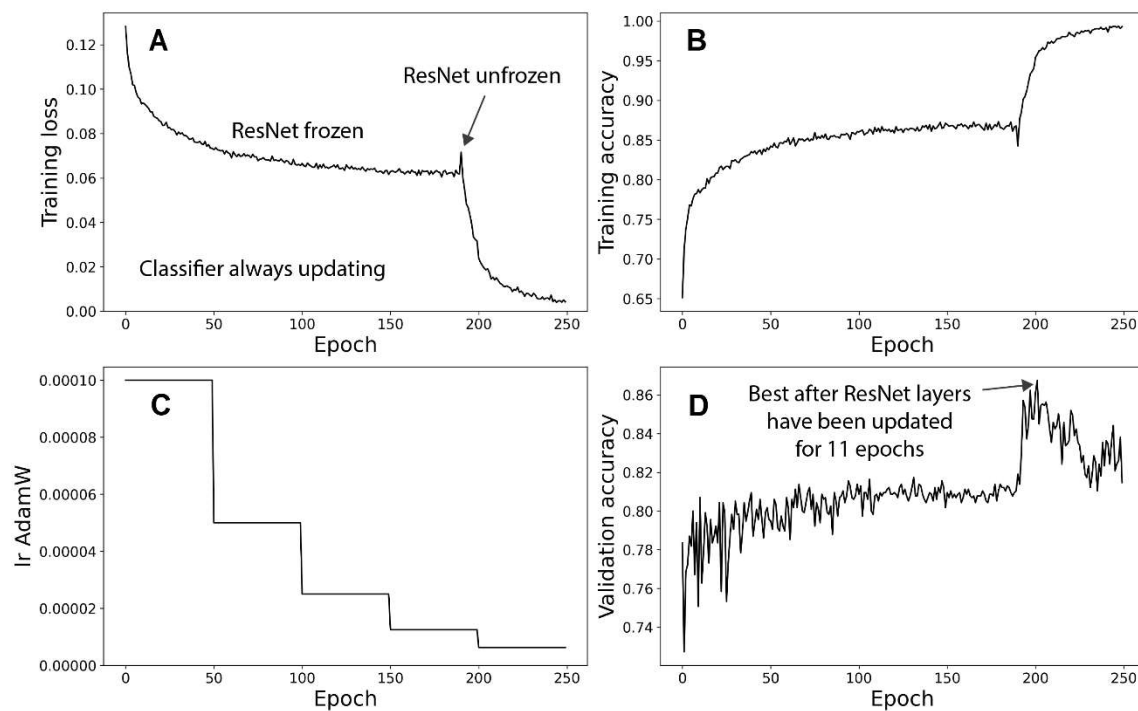 A
ResNet unfrozen
ResNet frozen
Classifier always updating
Training loss
0.12
0.10
0.08
0.06
0.04
0.02
0.00
0 50 100 150 200 250
Epoch
B
Training accuracy
1.00
0.95
0.90
0.85
0.80
0.75
0.70
0.65
0 50 100 150 200 250
Epoch
C
lr AdamW
0.00010
0.00008
0.00006
0.00004
0.00002
0.00000
0 50 100 150 200 250
Epoch
D
Best after ResNet layers
have been updated
for 11 epochs
Validation accuracy
0.86
0.84
0.82
0.80
0.78
0.76
0.74
0 50 100 150 200 250
Epoch